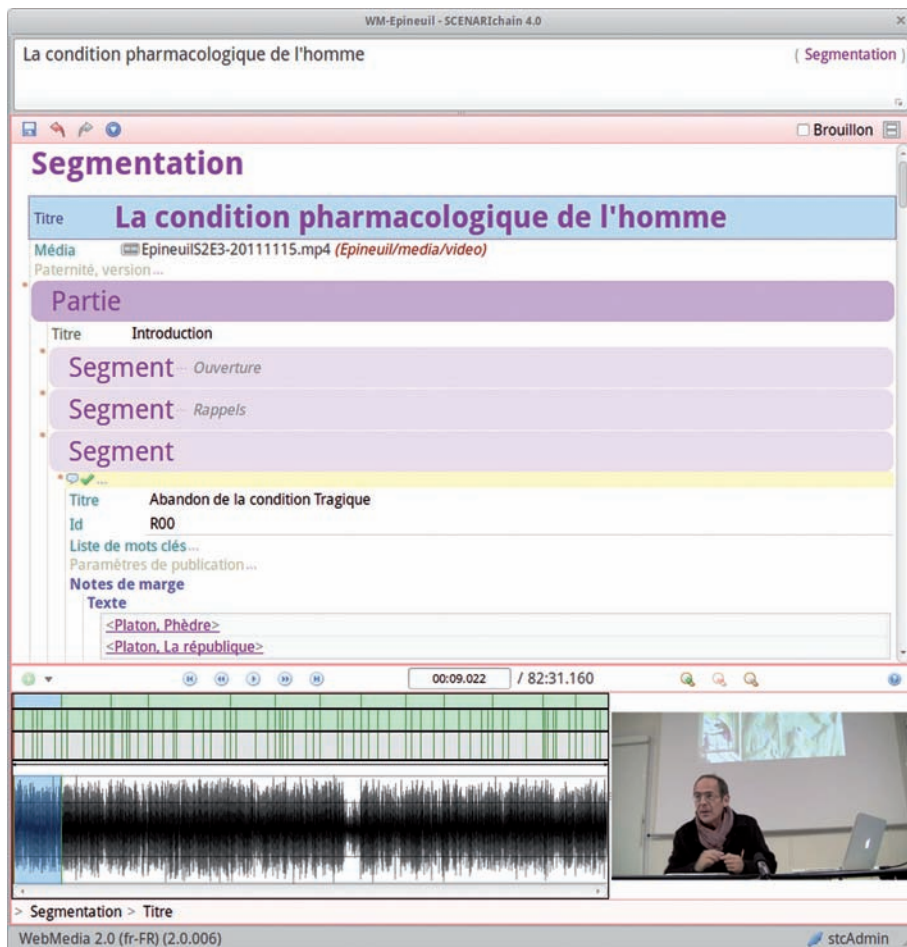 WM-Epineuil - SCENARIchain 4.0
La condition pharmacologique de l'homme ( Segmentation )
Brouillon
Segmentation
Titre La condition pharmacologique de l'homme
Média EpineuilS2E3-20111115.mp4 (Epineuil/media/video)
Paternité, version...
Partie
Titre Introduction
Segment Ouverture
Segment Rappels
Segment
...
Titre Abandon de la condition Tragique
Id R00
Liste de mots clés...
Paramètres de publication...
Notes de marge
Texte
<Platon, Phèdre>
<Platon, La république>
00:09.022 / 82:31.160
> Segmentation > Titre
WebMedia 2.0 (fr-FR) (2.0.006) stcAdmin